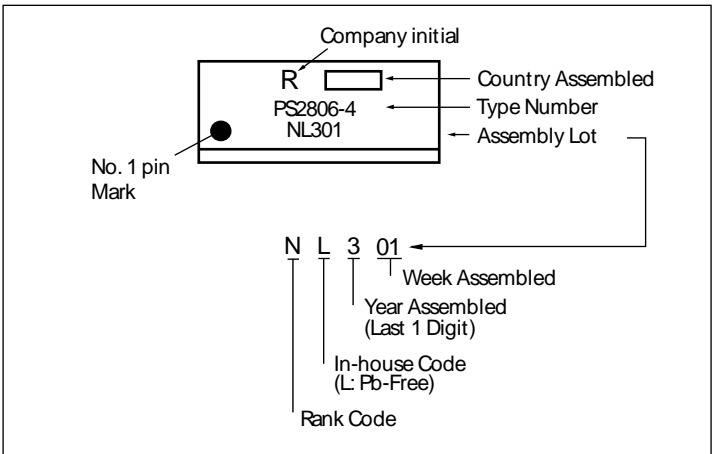 Company initial
R
Country Assembled
PS2806-4
Type Number
NL301
Assembly Lot
No. 1 pin
Mark
N L 3 01
Week Assembled
Year Assembled
(Last 1 Digit)
In-house Code
(L: Pb-Free)
Rank Code